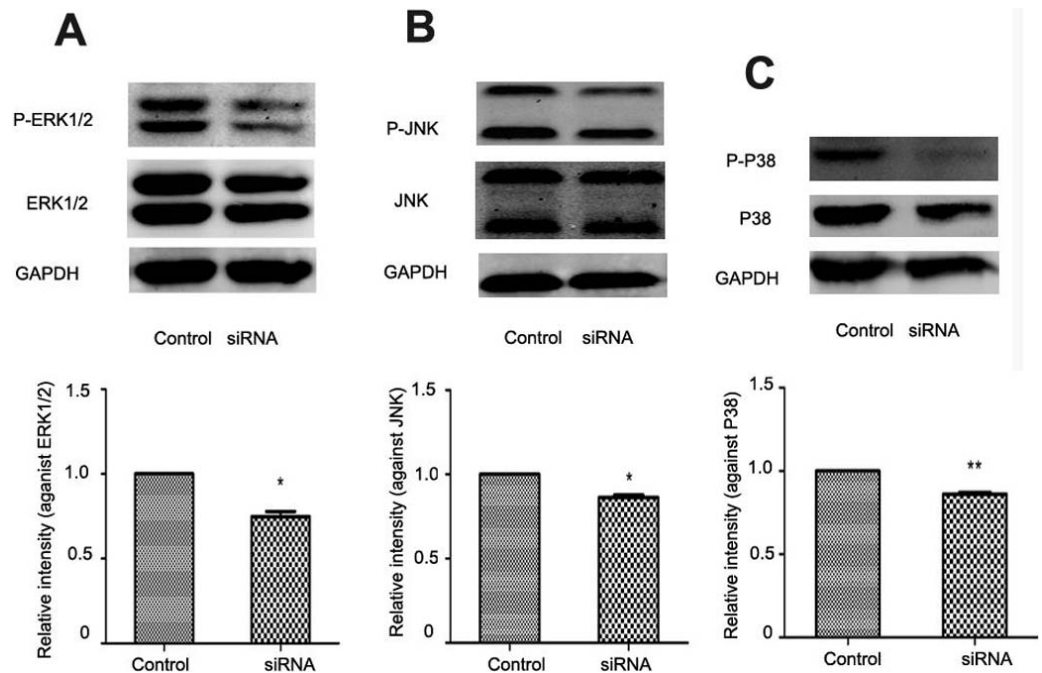 A
P-ERK1/2
ERK1/2
GAPDH
Control siRNA
Relative intensity (aganist ERK1/2)
1.5
1.0
0.5
0
*
Control siRNA
B
P-JNK
JNK
GAPDH
Control siRNA
Relative intensity (against JNK)
1.5
1.0
0.5
0
*
Control siRNA
C
P-P38
P38
GAPDH
Control siRNA
Relative intensity (against P38)
1.5
1.0
0.5
0
**
Control siRNA